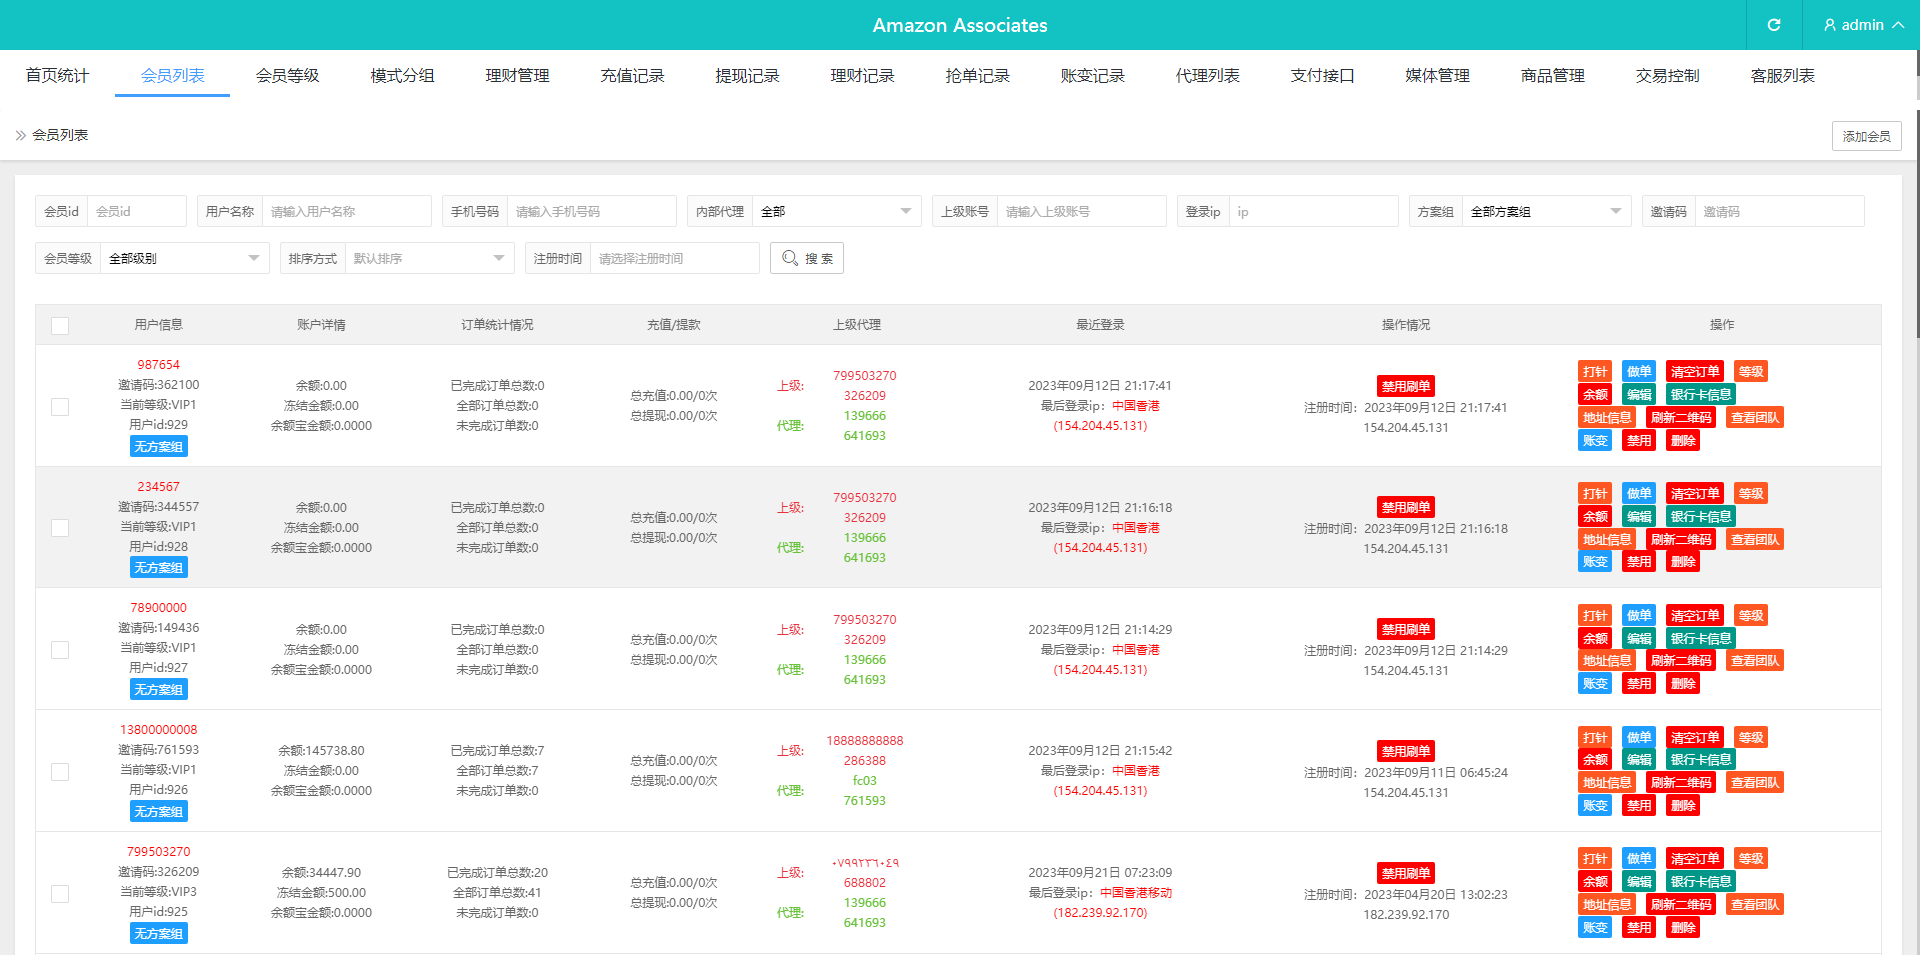 Amazon Associates
admin
首页统计 会员列表 会员等级 模式分组 理财管理 充值记录 提现记录 理财记录 抢单记录 账变记录 代理列表 支付接口 媒体管理 商品管理 交易控制 客服列表
会员列表 添加会员
会员id 会员id 用户名称 请输入用户名称 手机号码 请输入手机号码 内部代理 全部 上级账号 请输入上级账号 登录ip ip 方案组 全部方案组 邀请码 邀请码
会员等级 全部级别 排序方式 默认排序 注册时间 请选择注册时间 搜 索
用户信息 账户详情 订单统计情况 充值/提款 上级代理 最近登录 操作情况 操作
987654
邀请码:362100
当前等级:VIP1
用户id:929
无方案组
余额:0.00
冻结金额:0.00
余额宝金额:0.0000
已完成订单总数:0
全部订单总数:0
未完成订单数:0
总充值:0.00/0次
总提现:0.00/0次
上级:
799503270
326209
代理:
139666
641693
2023年09月12日 21:17:41
最后登录ip: 中国香港
(154.204.45.131)
禁用刷单
注册时间: 2023年09月12日 21:17:41
154.204.45.131
打针 做单 清空订单 等级
余额 编辑 银行卡信息
地址信息 刷新二维码 查看团队
账变 禁用 删除
234567
邀请码:344557
当前等级:VIP1
用户id:928
无方案组
余额:0.00
冻结金额:0.00
余额宝金额:0.0000
已完成订单总数:0
全部订单总数:0
未完成订单数:0
总充值:0.00/0次
总提现:0.00/0次
上级:
799503270
326209
代理:
139666
641693
2023年09月12日 21:16:18
最后登录ip: 中国香港
(154.204.45.131)
禁用刷单
注册时间: 2023年09月12日 21:16:18
154.204.45.131
打针 做单 清空订单 等级
余额 编辑 银行卡信息
地址信息 刷新二维码 查看团队
账变 禁用 删除
78900000
邀请码:149436
当前等级:VIP1
用户id:927
无方案组
余额:0.00
冻结金额:0.00
余额宝金额:0.0000
已完成订单总数:0
全部订单总数:0
未完成订单数:0
总充值:0.00/0次
总提现:0.00/0次
上级:
799503270
326209
代理:
139666
641693
2023年09月12日 21:14:29
最后登录ip: 中国香港
(154.204.45.131)
禁用刷单
注册时间: 2023年09月12日 21:14:29
154.204.45.131
打针 做单 清空订单 等级
余额 编辑 银行卡信息
地址信息 刷新二维码 查看团队
账变 禁用 删除
13800000008
邀请码:761593
当前等级:VIP1
用户id:926
无方案组
余额:145738.80
冻结金额:0.00
余额宝金额:0.0000
已完成订单总数:7
全部订单总数:7
未完成订单数:0
总充值:0.00/0次
总提现:0.00/0次
上级:
18888888888
286388
代理:
fc03
761593
2023年09月12日 21:15:42
最后登录ip: 中国香港
(154.204.45.131)
禁用刷单
注册时间: 2023年09月11日 06:45:24
154.204.45.131
打针 做单 清空订单 等级
余额 编辑 银行卡信息
地址信息 刷新二维码 查看团队
账变 禁用 删除
799503270
邀请码:326209
当前等级:VIP3
用户id:925
无方案组
余额:34447.90
冻结金额:500.00
余额宝金额:0.0000
已完成订单总数:20
全部订单总数:41
未完成订单数:0
总充值:0.00/0次
总提现:0.00/0次
上级:
٠٧٩٩٢٣٦٠٤٩
688802
代理:
139666
641693
2023年09月21日 07:23:09
最后登录ip: 中国香港移动
(182.239.92.170)
禁用刷单
注册时间: 2023年04月20日 13:02:23
182.239.92.170
打针 做单 清空订单 等级
余额 编辑 银行卡信息
地址信息 刷新二维码 查看团队
账变 禁用 删除